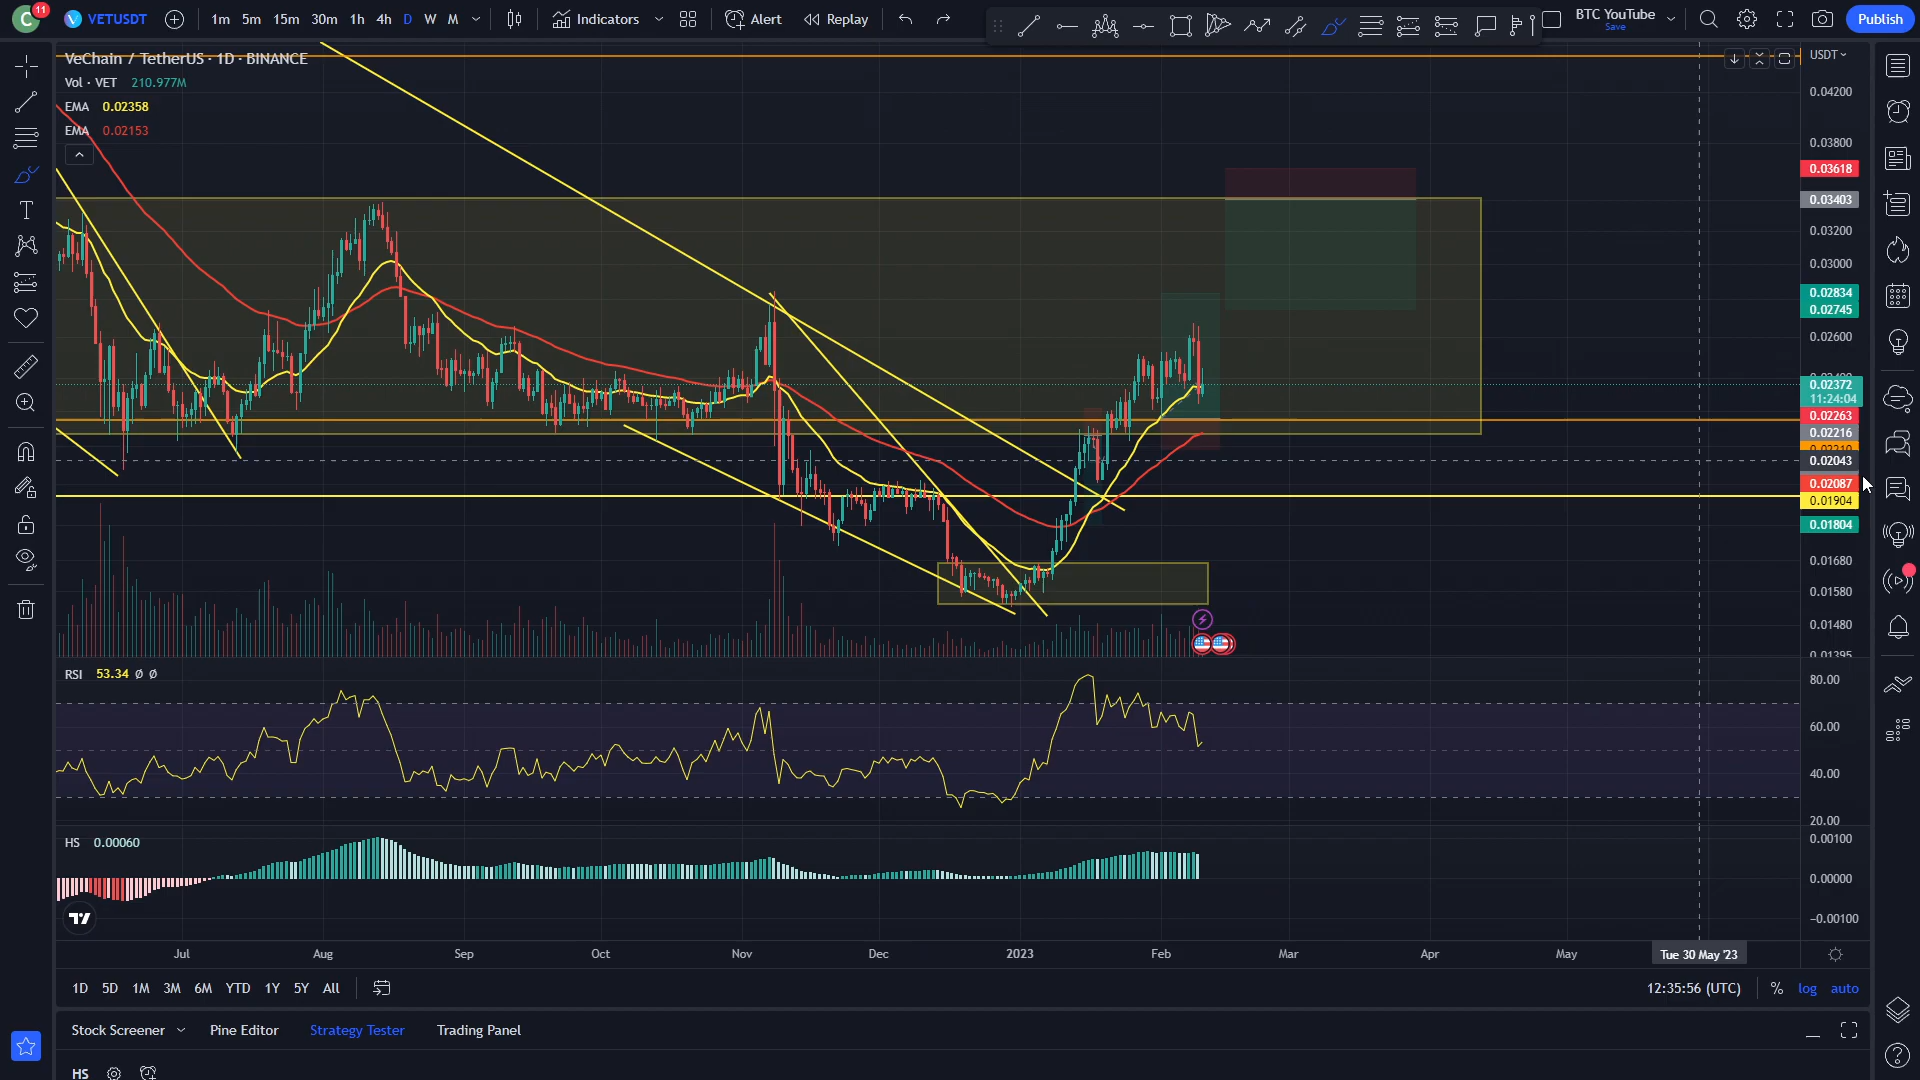 C
11
VETUSDT
1m 5m 15m 30m 1h 4h D W M
Indicators
Alert
Replay
BTC YouTube
Save
Publish
VeChain / TetherUS · 1D · BINANCE
Vol · VET 210.977M
EMA 0.02358
EMA 0.02153
USDT
0.04200
0.03800
0.03618
0.03403
0.03200
0.03000
0.02834
0.02745
0.02600
0.02372
11:24:04
0.02263
0.02216
0.02043
0.02087
0.01904
0.01804
0.01680
0.01580
0.01480
0.01395
RSI 53.34 Ø Ø
80.00
60.00
40.00
20.00
HS 0.00060
0.00100
0.00000
−0.00100
Jul Aug Sep Oct Nov Dec 2023 Feb Mar Apr May Tue 30 May '23
1D 5D 1M 3M 6M YTD 1Y 5Y All
12:35:56 (UTC) % log auto
Stock Screener Pine Editor Strategy Tester Trading Panel
HS